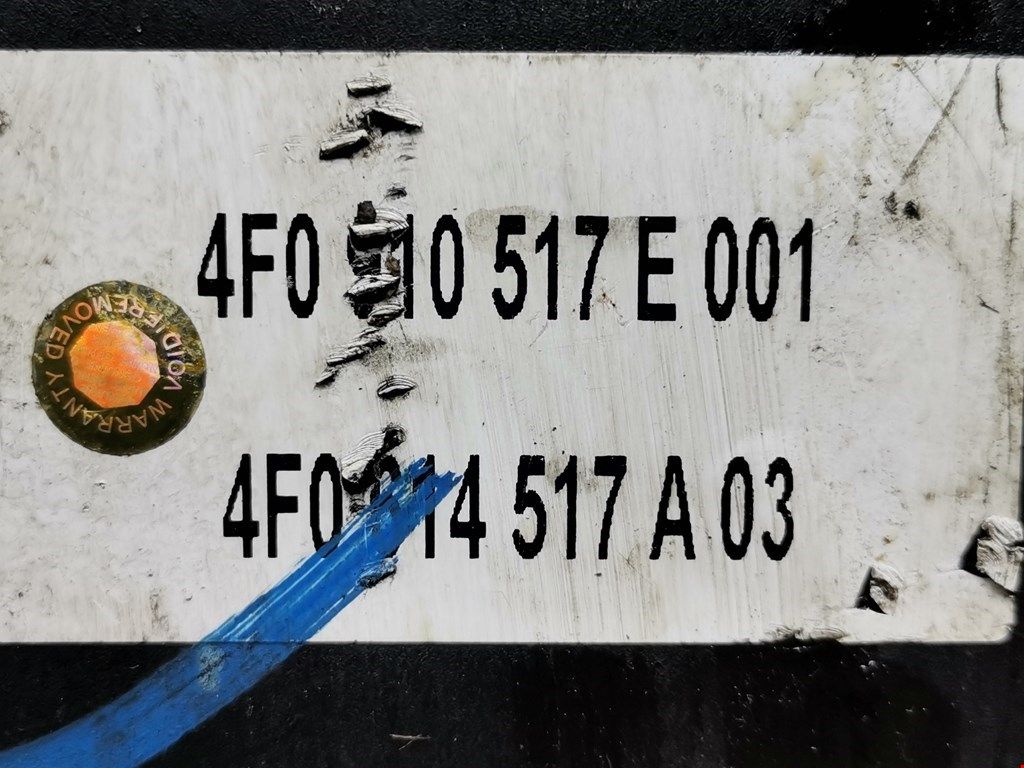 4F0 517 E 001
4F0 517 A 03
WARRANTY VOID IF REMOVED